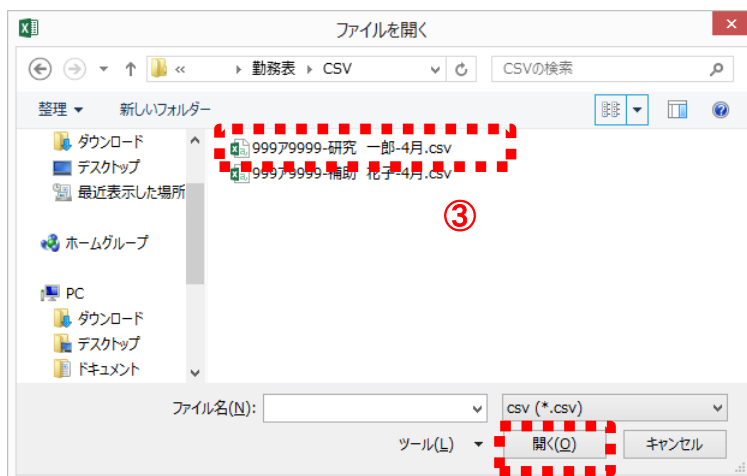 ファイルを開く
« 勤務表 CSV
CSVの検索
整理 新しいフォルダー
ダウンロード
デスクトップ
最近表示した場所
ホームグループ
PC
ダウンロード
デスクトップ
ドキュメント
999ア9999-研究 一郎-4月.csv
999ア9999-補助 花子-4月.csv
③
ファイル名(N):
csv (*.csv)
ツール(L)
開く(O)
キャンセル